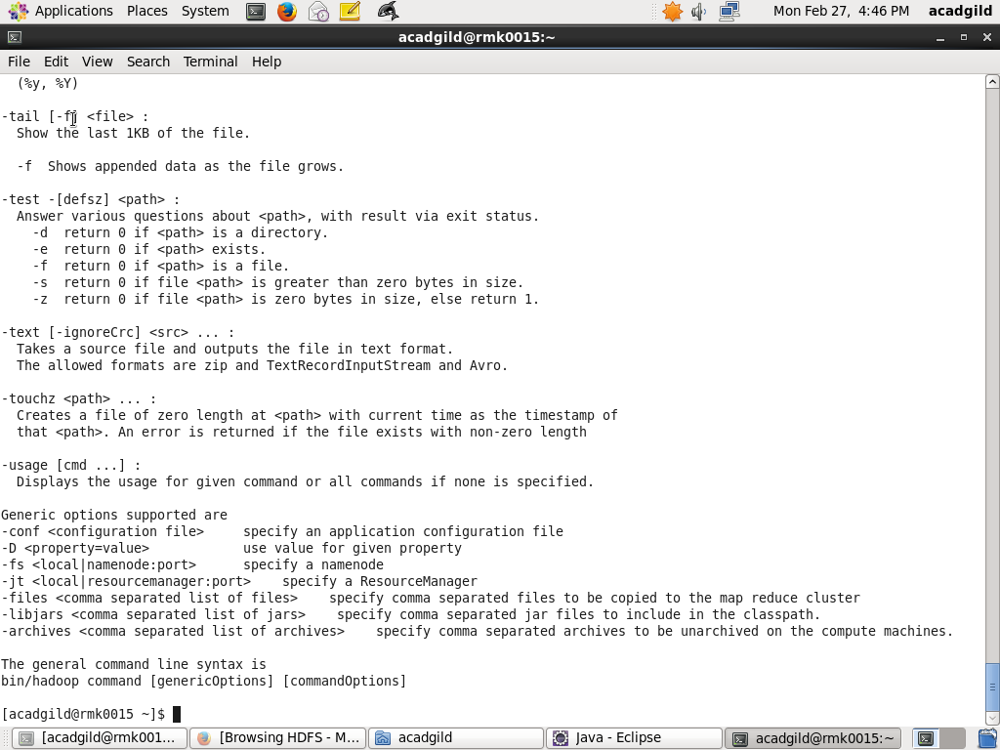 Applications Places System Mon Feb 27, 4:46 PM acadgild
acadgild@rmk0015:~
File Edit View Search Terminal Help
  (%y, %Y)

-tail [-f] <file> :
  Show the last 1KB of the file.

  -f  Shows appended data as the file grows.

-test -[defsz] <path> :
  Answer various questions about <path>, with result via exit status.
    -d  return 0 if <path> is a directory.
    -e  return 0 if <path> exists.
    -f  return 0 if <path> is a file.
    -s  return 0 if file <path> is greater than zero bytes in size.
    -z  return 0 if file <path> is zero bytes in size, else return 1.

-text [-ignoreCrc] <src> ... :
  Takes a source file and outputs the file in text format.
  The allowed formats are zip and TextRecordInputStream and Avro.

-touchz <path> ... :
  Creates a file of zero length at <path> with current time as the timestamp of
  that <path>. An error is returned if the file exists with non-zero length

-usage [cmd ...] :
  Displays the usage for given command or all commands if none is specified.

Generic options supported are
-conf <configuration file>     specify an application configuration file
-D <property=value>            use value for given property
-fs <local|namenode:port>      specify a namenode
-jt <local|resourcemanager:port>    specify a ResourceManager
-files <comma separated list of files>    specify comma separated files to be copied to the map reduce cluster
-libjars <comma separated list of jars>    specify comma separated jar files to include in the classpath.
-archives <comma separated list of archives>    specify comma separated archives to be unarchived on the compute machines.

The general command line syntax is
bin/hadoop command [genericOptions] [commandOptions]

[acadgild@rmk0015 ~]$
[acadgild@rmk001... [Browsing HDFS - M... acadgild Java - Eclipse acadgild@rmk0015:~